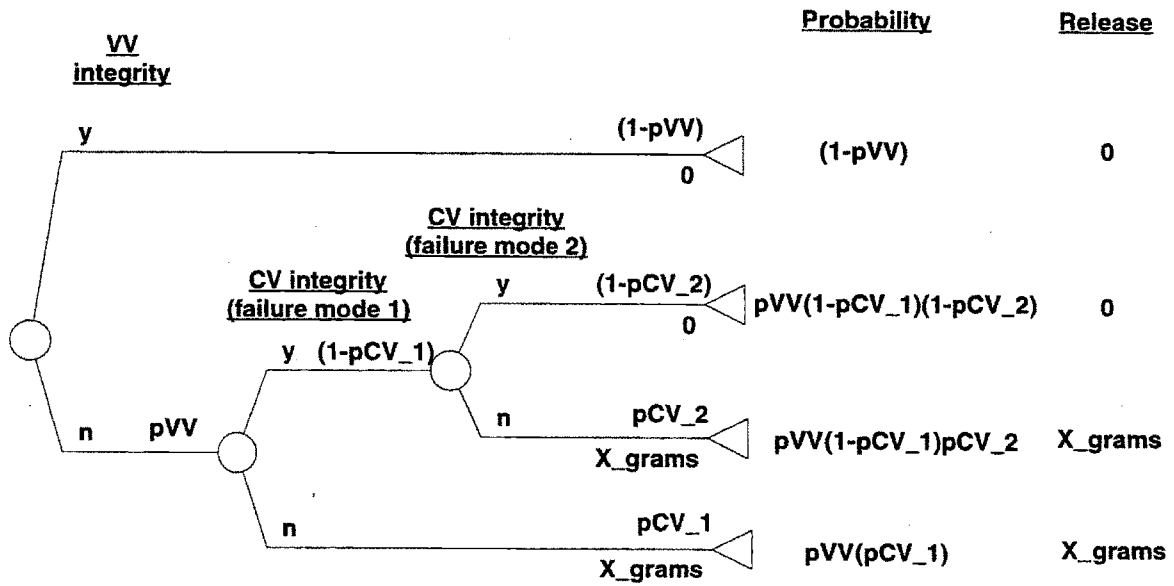 Probability Release
VV
integrity
y (1-pVV) (1-pVV) 0
0
CV integrity
(failure mode 2)
CV integrity
(failure mode 1)
y (1-pCV_2) pVV(1-pCV_1)(1-pCV_2) 0
0
y (1-pCV_1)
n pVV
n pCV_2 pVV(1-pCV_1)pCV_2 X_grams
X_grams
n pCV_1 pVV(pCV_1) X_grams
X_grams